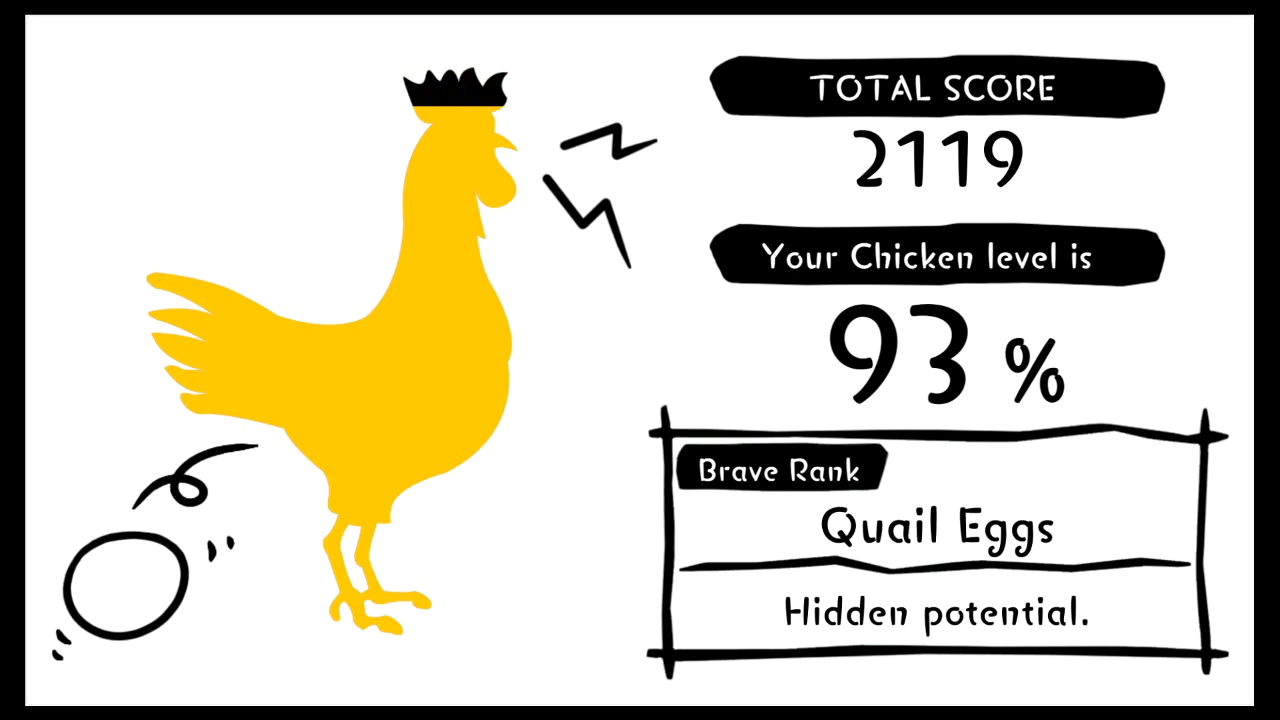 TOTAL SCORE
2119
Your Chicken level is
93 %
Brave Rank
Quail Eggs
Hidden potential.